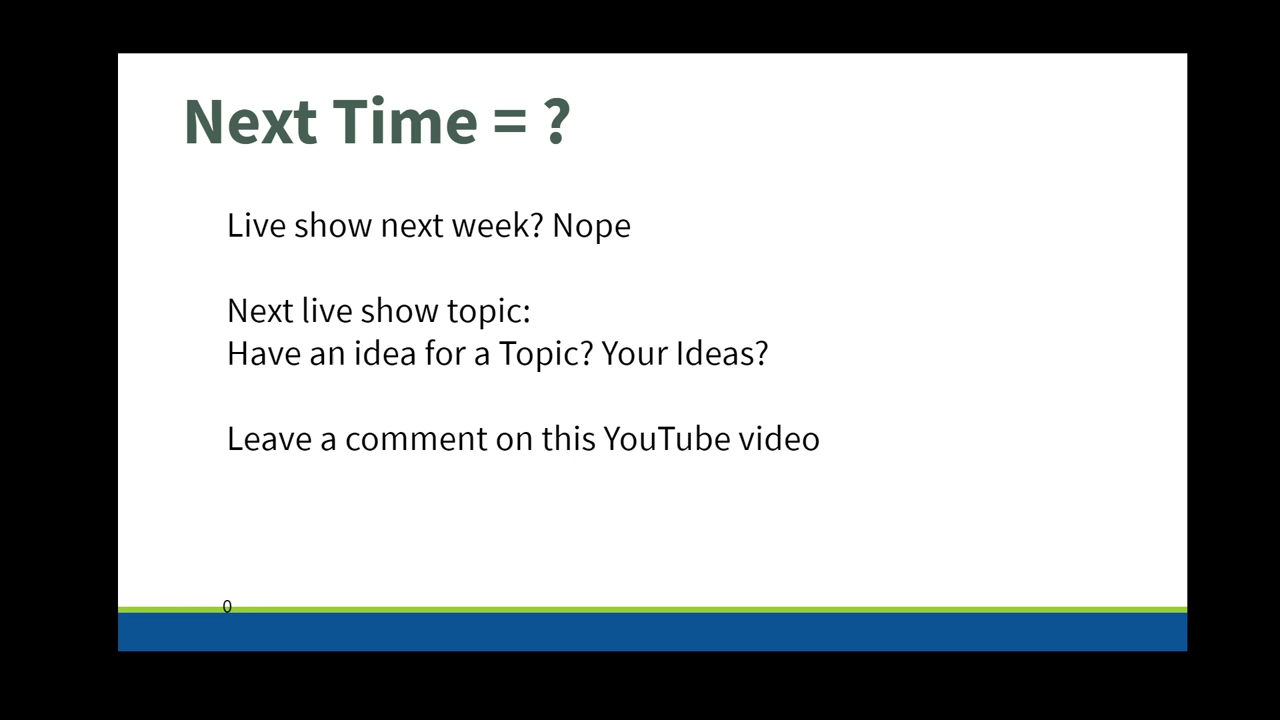 Next Time = ?
Live show next week? Nope
Next live show topic:
Have an idea for a Topic? Your Ideas?
Leave a comment on this YouTube video
0